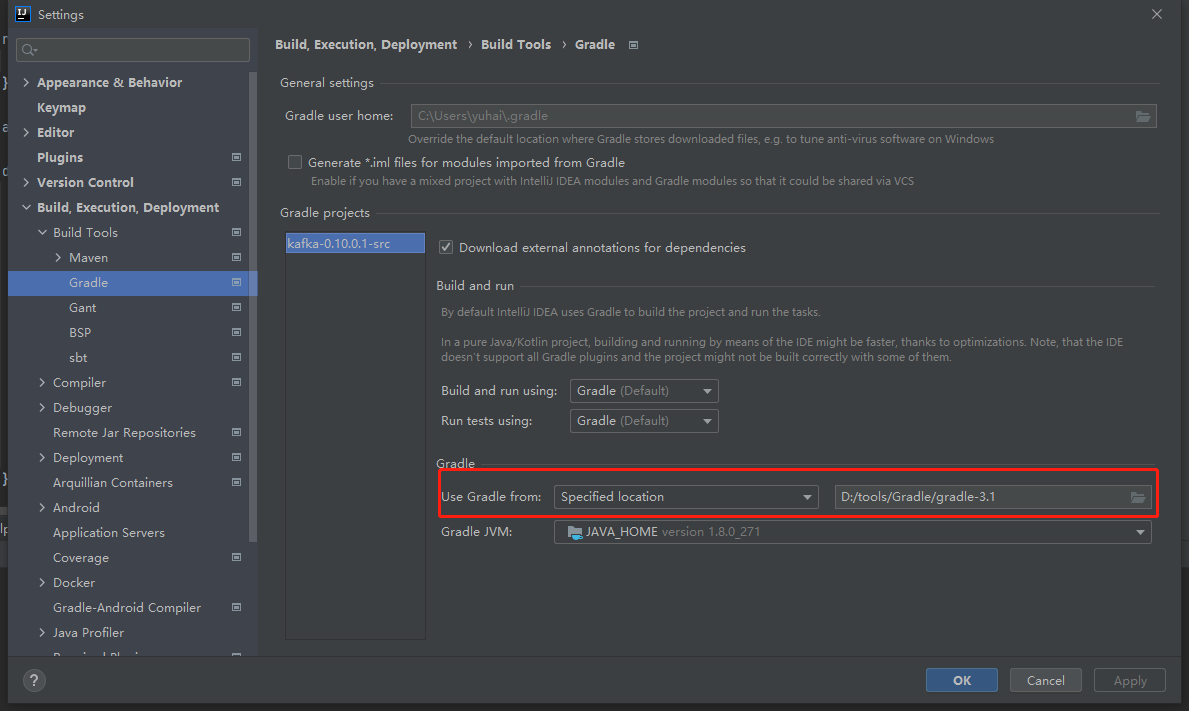 Settings
Build, Execution, Deployment › Build Tools › Gradle
Appearance & Behavior
Keymap
Editor
Plugins
Version Control
Build, Execution, Deployment
Build Tools
Maven
Gradle
Gant
BSP
sbt
Compiler
Debugger
Remote Jar Repositories
Deployment
Arquillian Containers
Android
Application Servers
Coverage
Docker
Gradle-Android Compiler
Java Profiler
General settings
Gradle user home: C:\Users\yuhai\.gradle
Override the default location where Gradle stores downloaded files, e.g. to tune anti-virus software on Windows
Generate *.iml files for modules imported from Gradle
Enable if you have a mixed project with IntelliJ IDEA modules and Gradle modules so that it could be shared via VCS
Gradle projects
kafka-0.10.0.1-src
Download external annotations for dependencies
Build and run
By default IntelliJ IDEA uses Gradle to build the project and run the tasks.
In a pure Java/Kotlin project, building and running by means of the IDE might be faster, thanks to optimizations. Note, that the IDE
doesn't support all Gradle plugins and the project might not be built correctly with some of them.
Build and run using: Gradle (Default)
Run tests using: Gradle (Default)
Gradle
Use Gradle from: Specified location D:/tools/Gradle/gradle-3.1
Gradle JVM: JAVA_HOME version 1.8.0_271
?
OK Cancel Apply